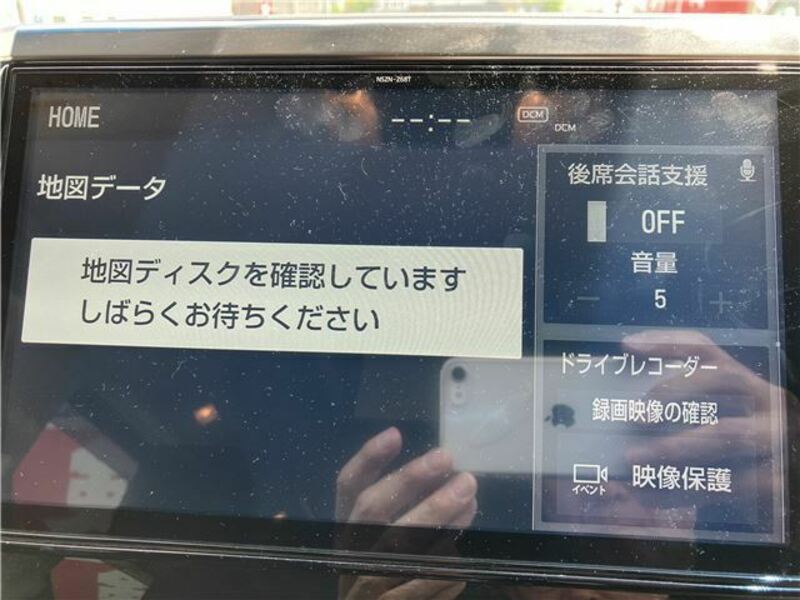 NSZN-Z68T
HOME
--:--
DCM
DCM
地図データ
地図ディスクを確認しています
しばらくお待ちください
後席会話支援
OFF
音量
− 5 +
ドライブレコーダー
録画映像の確認
イベント
映像保護